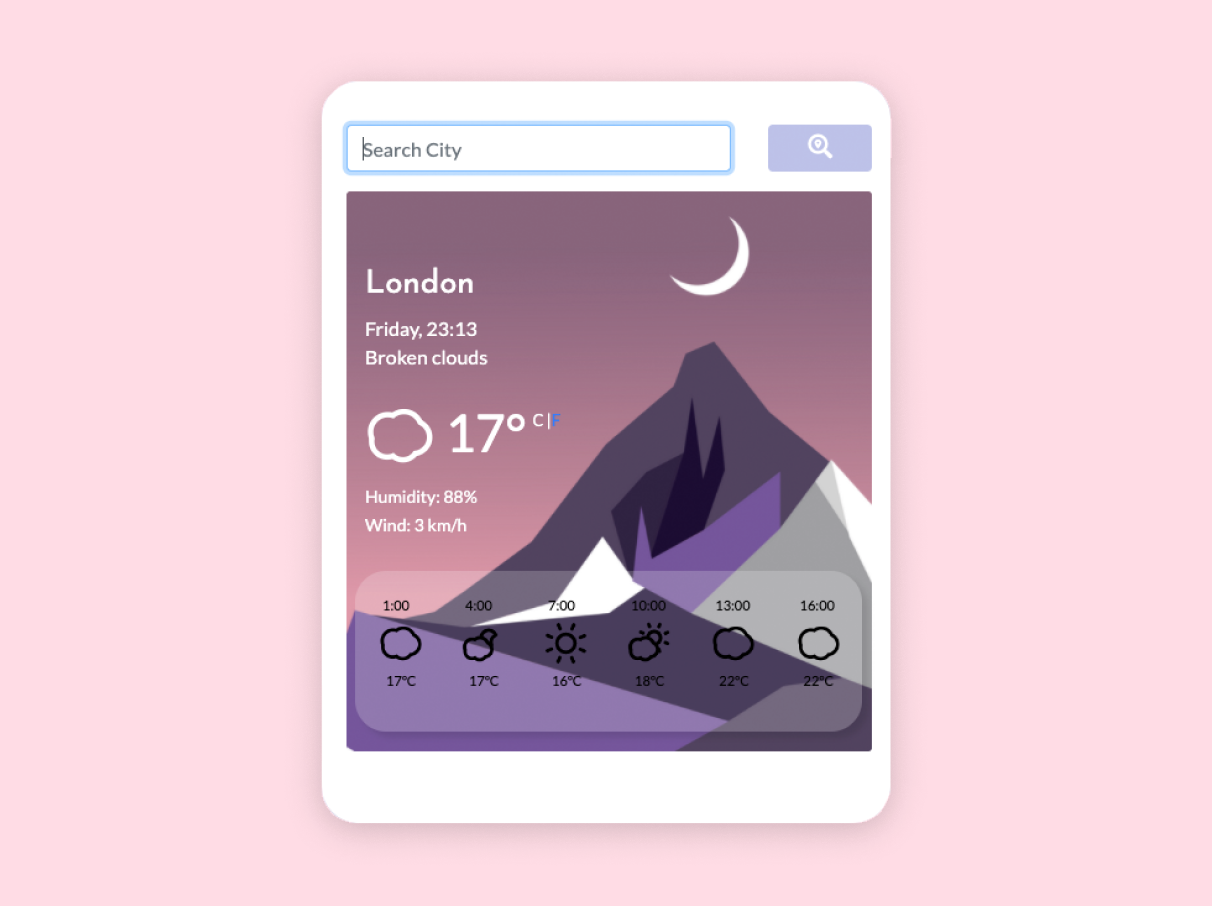 Search City
London
Friday, 23:13
Broken clouds
17° C |F
Humidity: 88%
Wind: 3 km/h
1:00 4:00 7:00 10:00 13:00 16:00
17°C 17°C 16°C 18°C 22°C 22°C